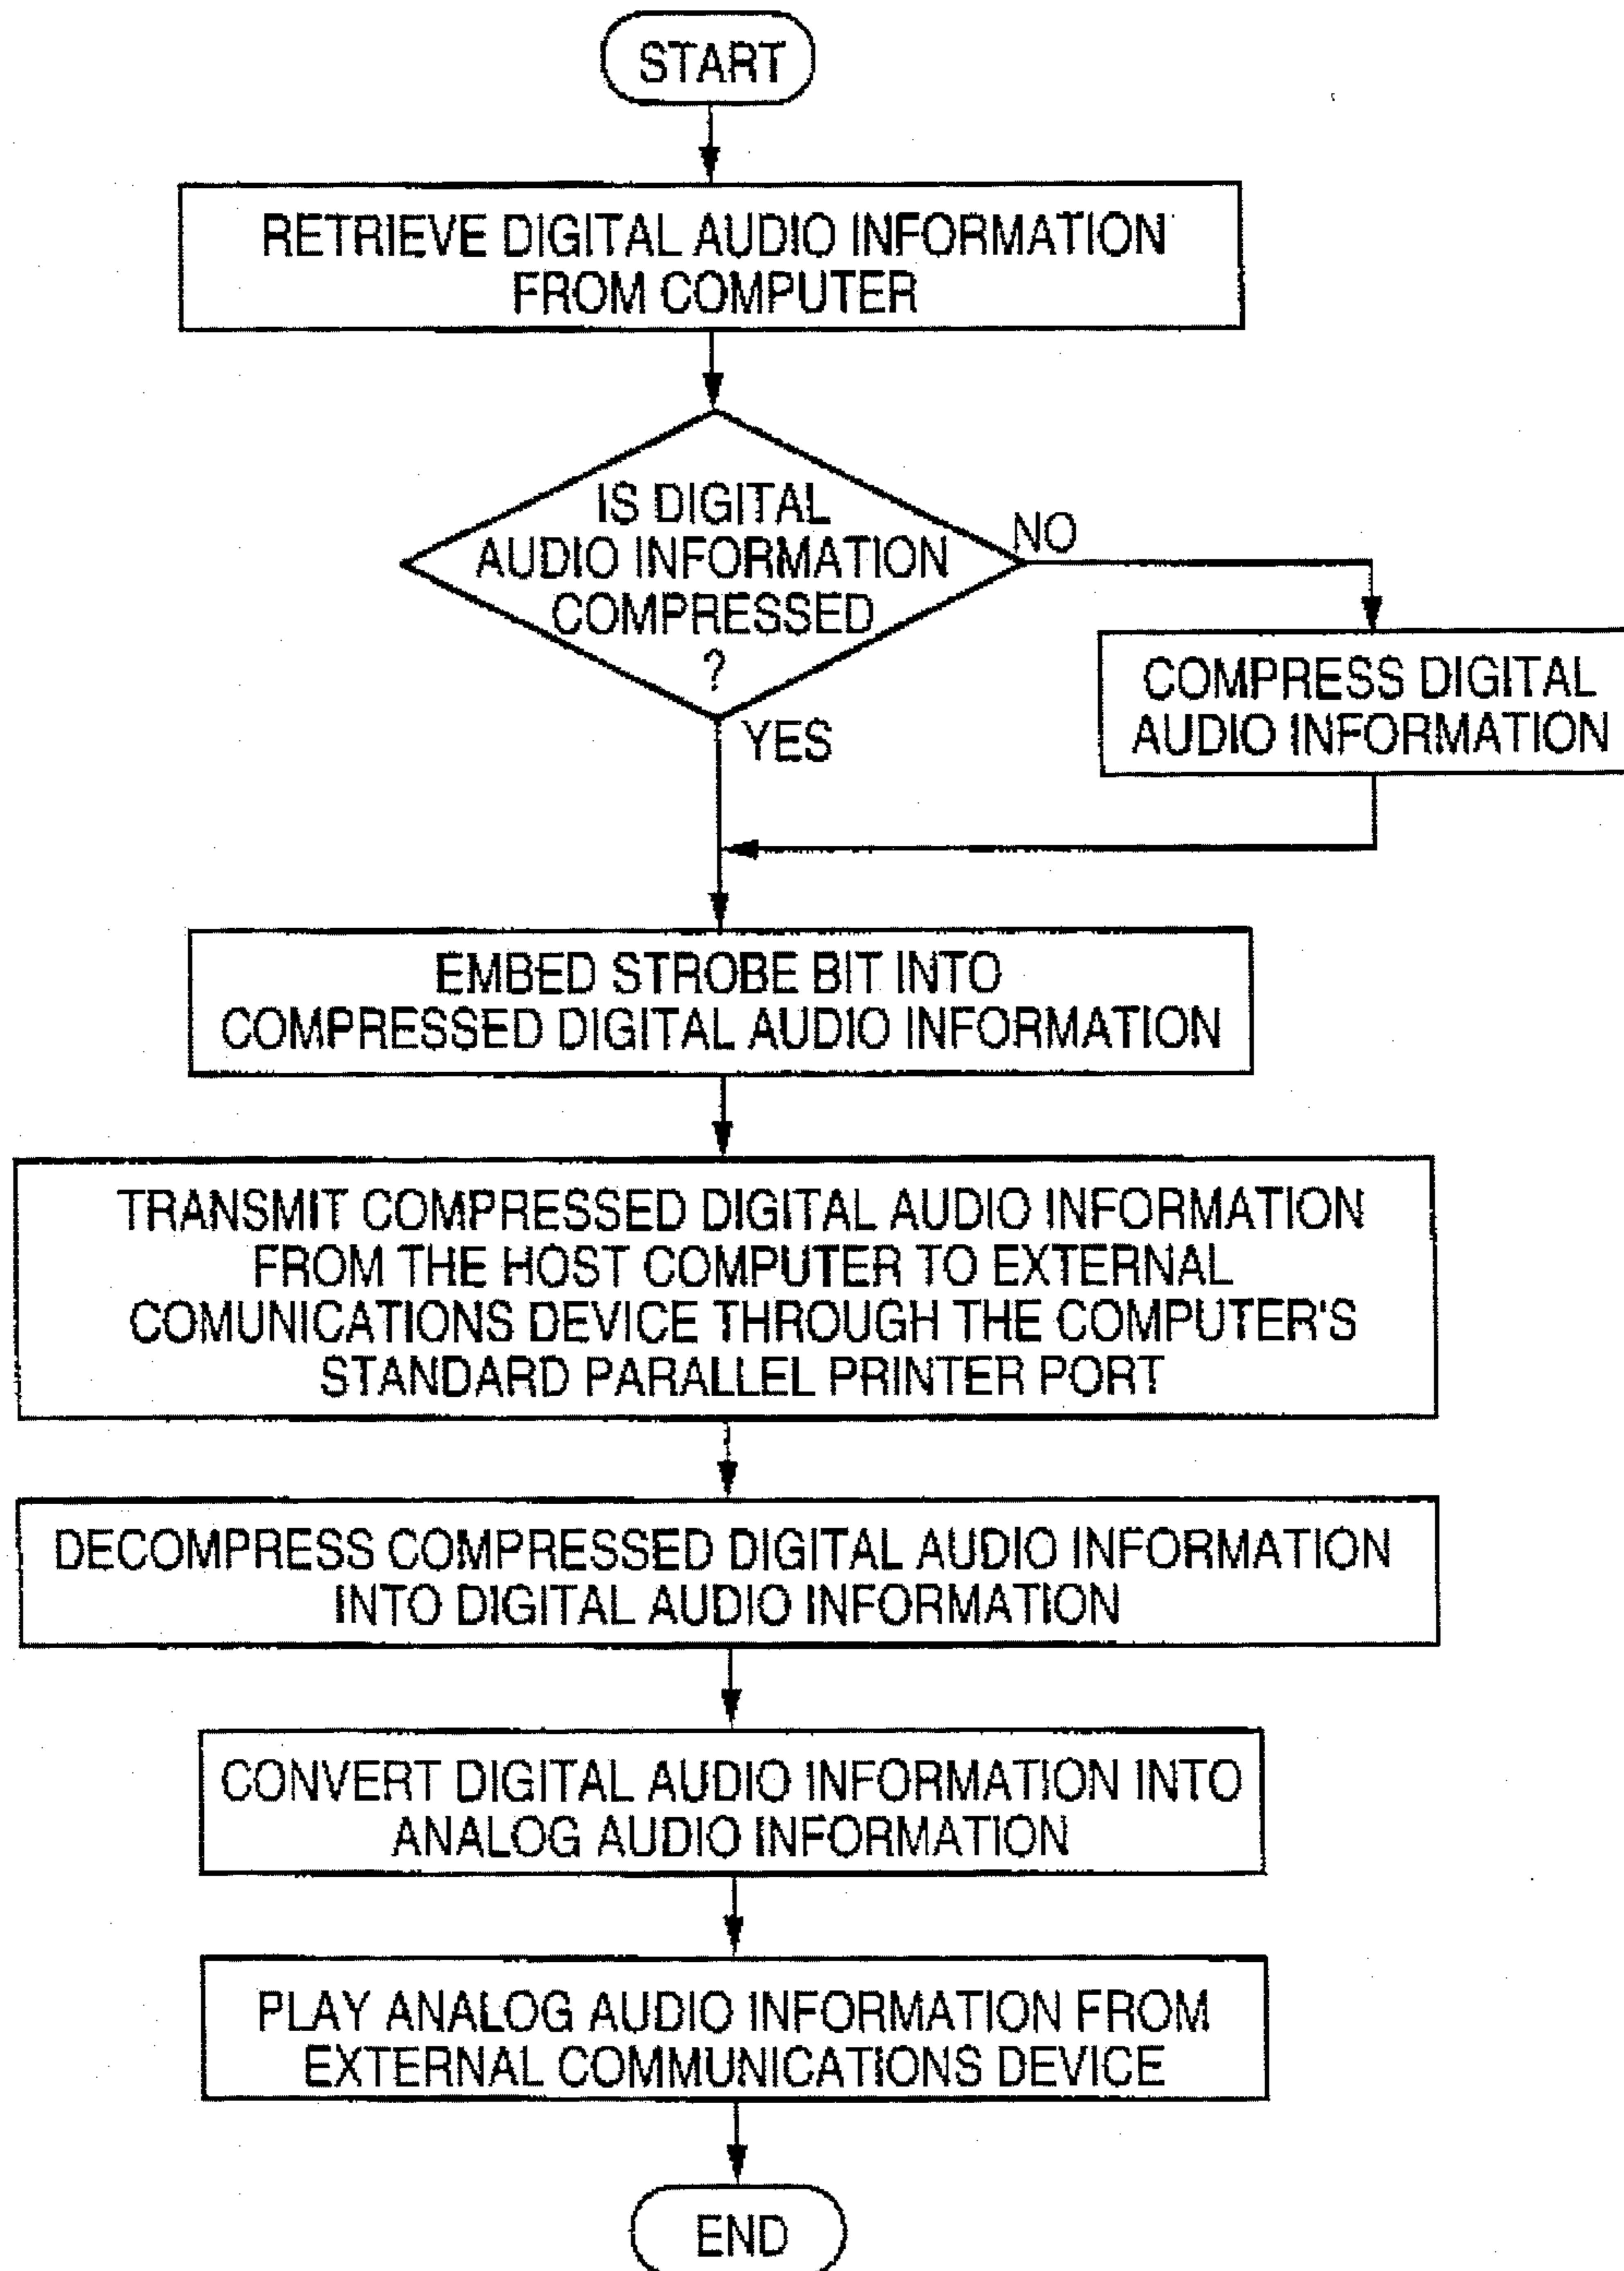 START
RETRIEVE DIGITAL AUDIO INFORMATION
FROM COMPUTER
IS DIGITAL
AUDIO INFORMATION
COMPRESSED
?
NO
YES
COMPRESS DIGITAL
AUDIO INFORMATION
EMBED STROBE BIT INTO
COMPRESSED DIGITAL AUDIO INFORMATION
TRANSMIT COMPRESSED DIGITAL AUDIO INFORMATION
FROM THE HOST COMPUTER TO EXTERNAL
COMUNICATIONS DEVICE THROUGH THE COMPUTER'S
STANDARD PARALLEL PRINTER PORT
DECOMPRESS COMPRESSED DIGITAL AUDIO INFORMATION
INTO DIGITAL AUDIO INFORMATION
CONVERT DIGITAL AUDIO INFORMATION INTO
ANALOG AUDIO INFORMATION
PLAY ANALOG AUDIO INFORMATION FROM
EXTERNAL COMMUNICATIONS DEVICE
END